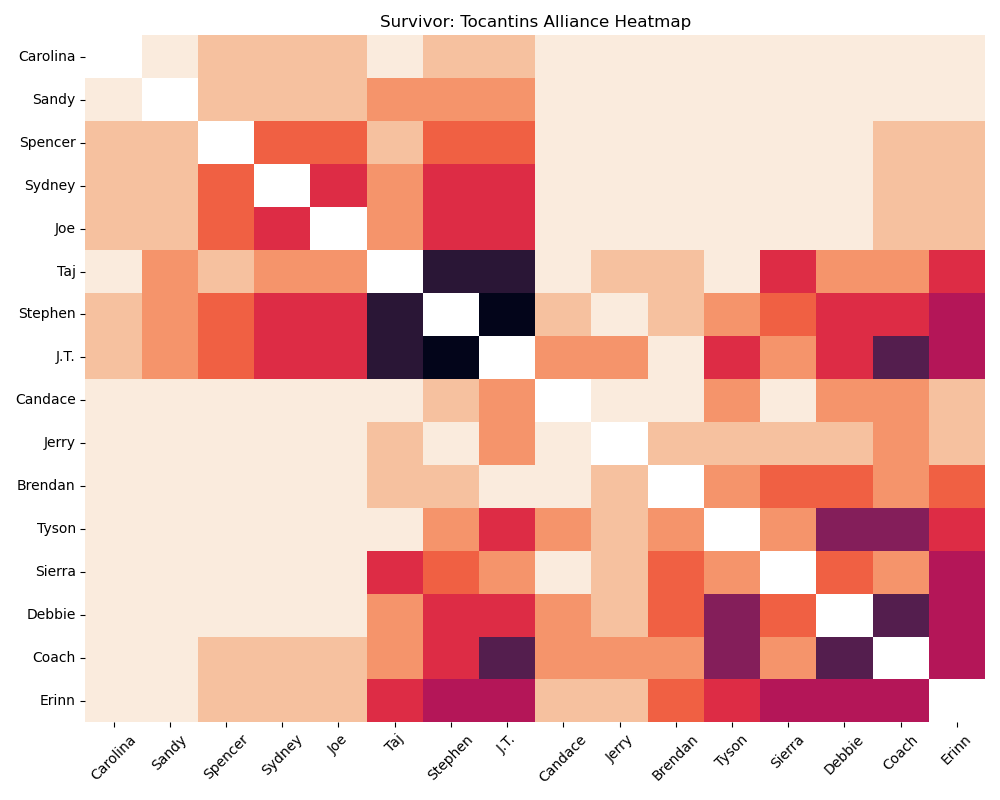 Survivor: Tocantins Alliance Heatmap
Carolina
Sandy
Spencer
Sydney
Joe
Taj
Stephen
J.T.
Candace
Jerry
Brendan
Tyson
Sierra
Debbie
Coach
Erinn
Carolina
Sandy
Spencer
Sydney
Joe
Taj
Stephen
J.T.
Candace
Jerry
Brendan
Tyson
Sierra
Debbie
Coach
Erinn